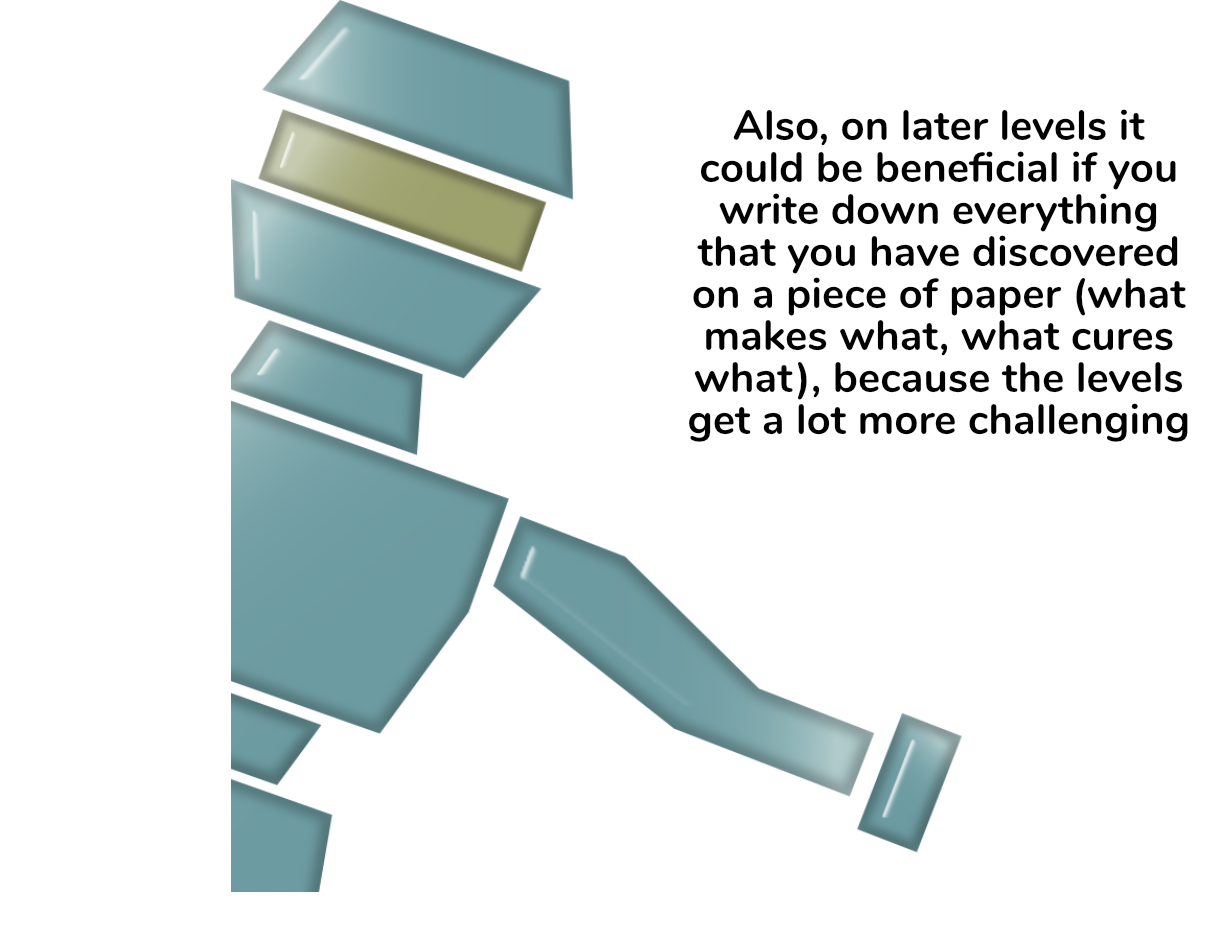 Also, on later levels it
could be beneficial if you
write down everything
that you have discovered
on a piece of paper (what
makes what, what cures
what), because the levels
get a lot more challenging